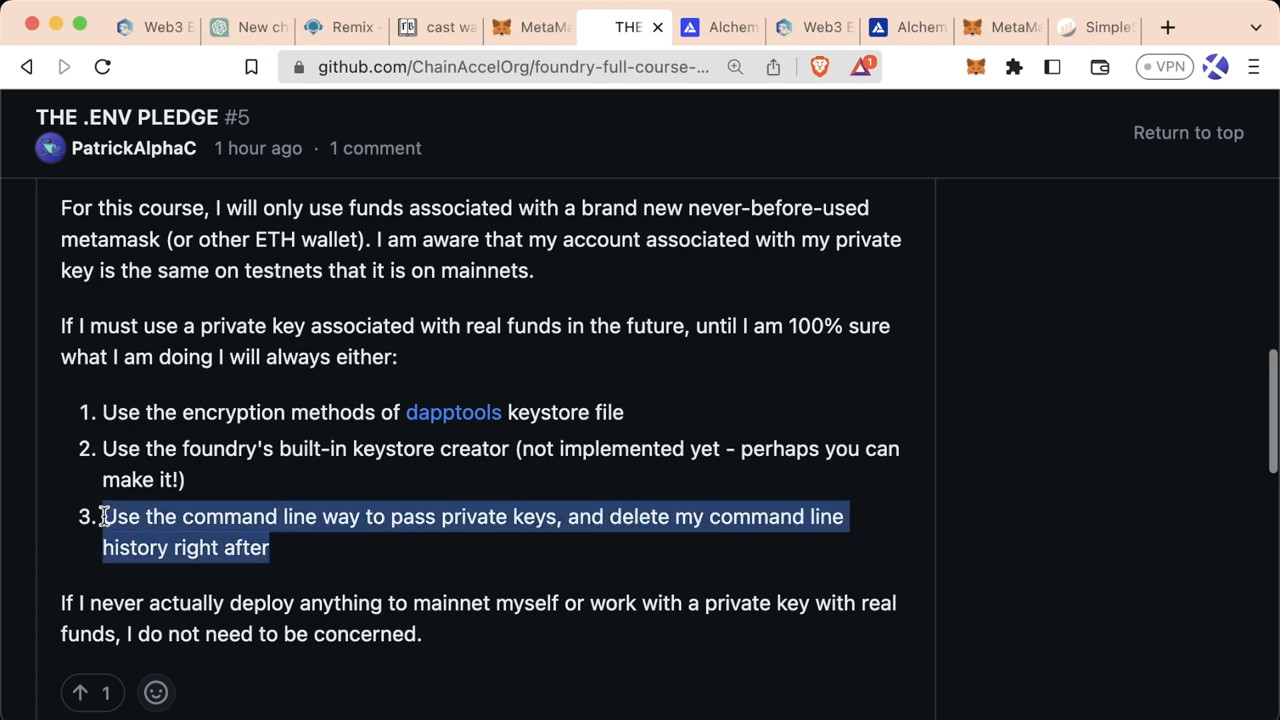 Web3 E
New ch
Remix -
cast wa
MetaMa
THE
Alchem
Web3 E
Alchem
MetaMa
SimpleS
github.com/ChainAccelOrg/foundry-full-course-...
1
VPN
THE .ENV PLEDGE #5
PatrickAlphaC 1 hour ago · 1 comment
Return to top
For this course, I will only use funds associated with a brand new never-before-used
metamask (or other ETH wallet). I am aware that my account associated with my private
key is the same on testnets that it is on mainnets.
If I must use a private key associated with real funds in the future, until I am 100% sure
what I am doing I will always either:
1. Use the encryption methods of dapptools keystore file
2. Use the foundry's built-in keystore creator (not implemented yet - perhaps you can
make it!)
3. Use the command line way to pass private keys, and delete my command line
history right after
If I never actually deploy anything to mainnet myself or work with a private key with real
funds, I do not need to be concerned.
1